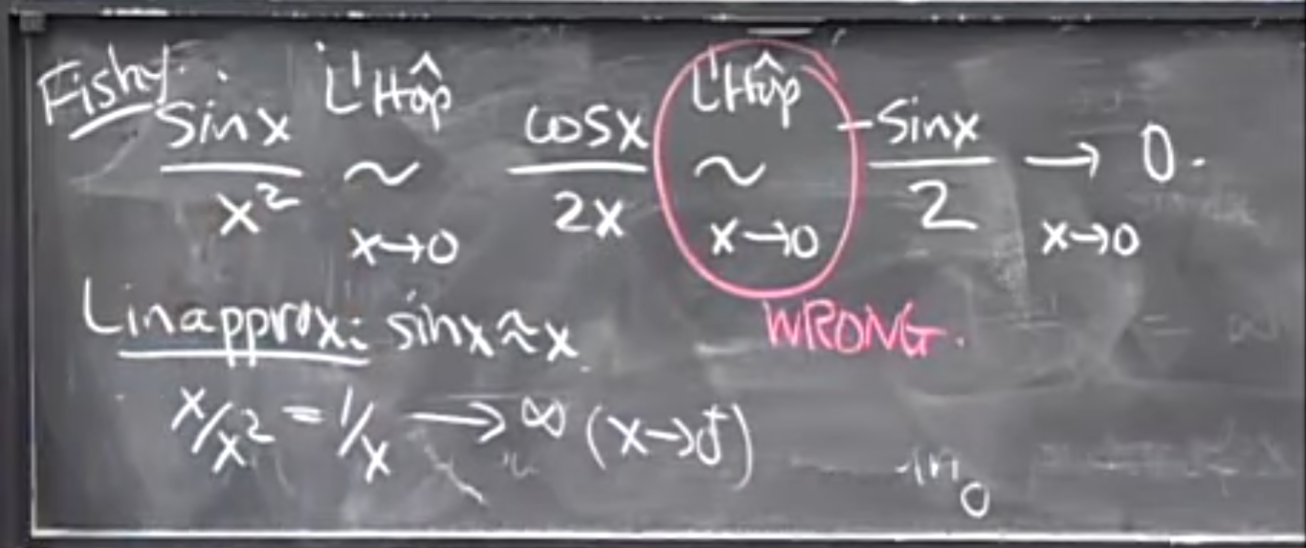 Fishy:
sin x / x² ~ (L'Hôp, x→0) cos x / 2x ~ (L'Hôp, x→0) -sin x / 2 → 0. (x→0)
WRONG.
Lin approx: sin x ≈ x
x/x² = 1/x → ∞ (x→0⁺)